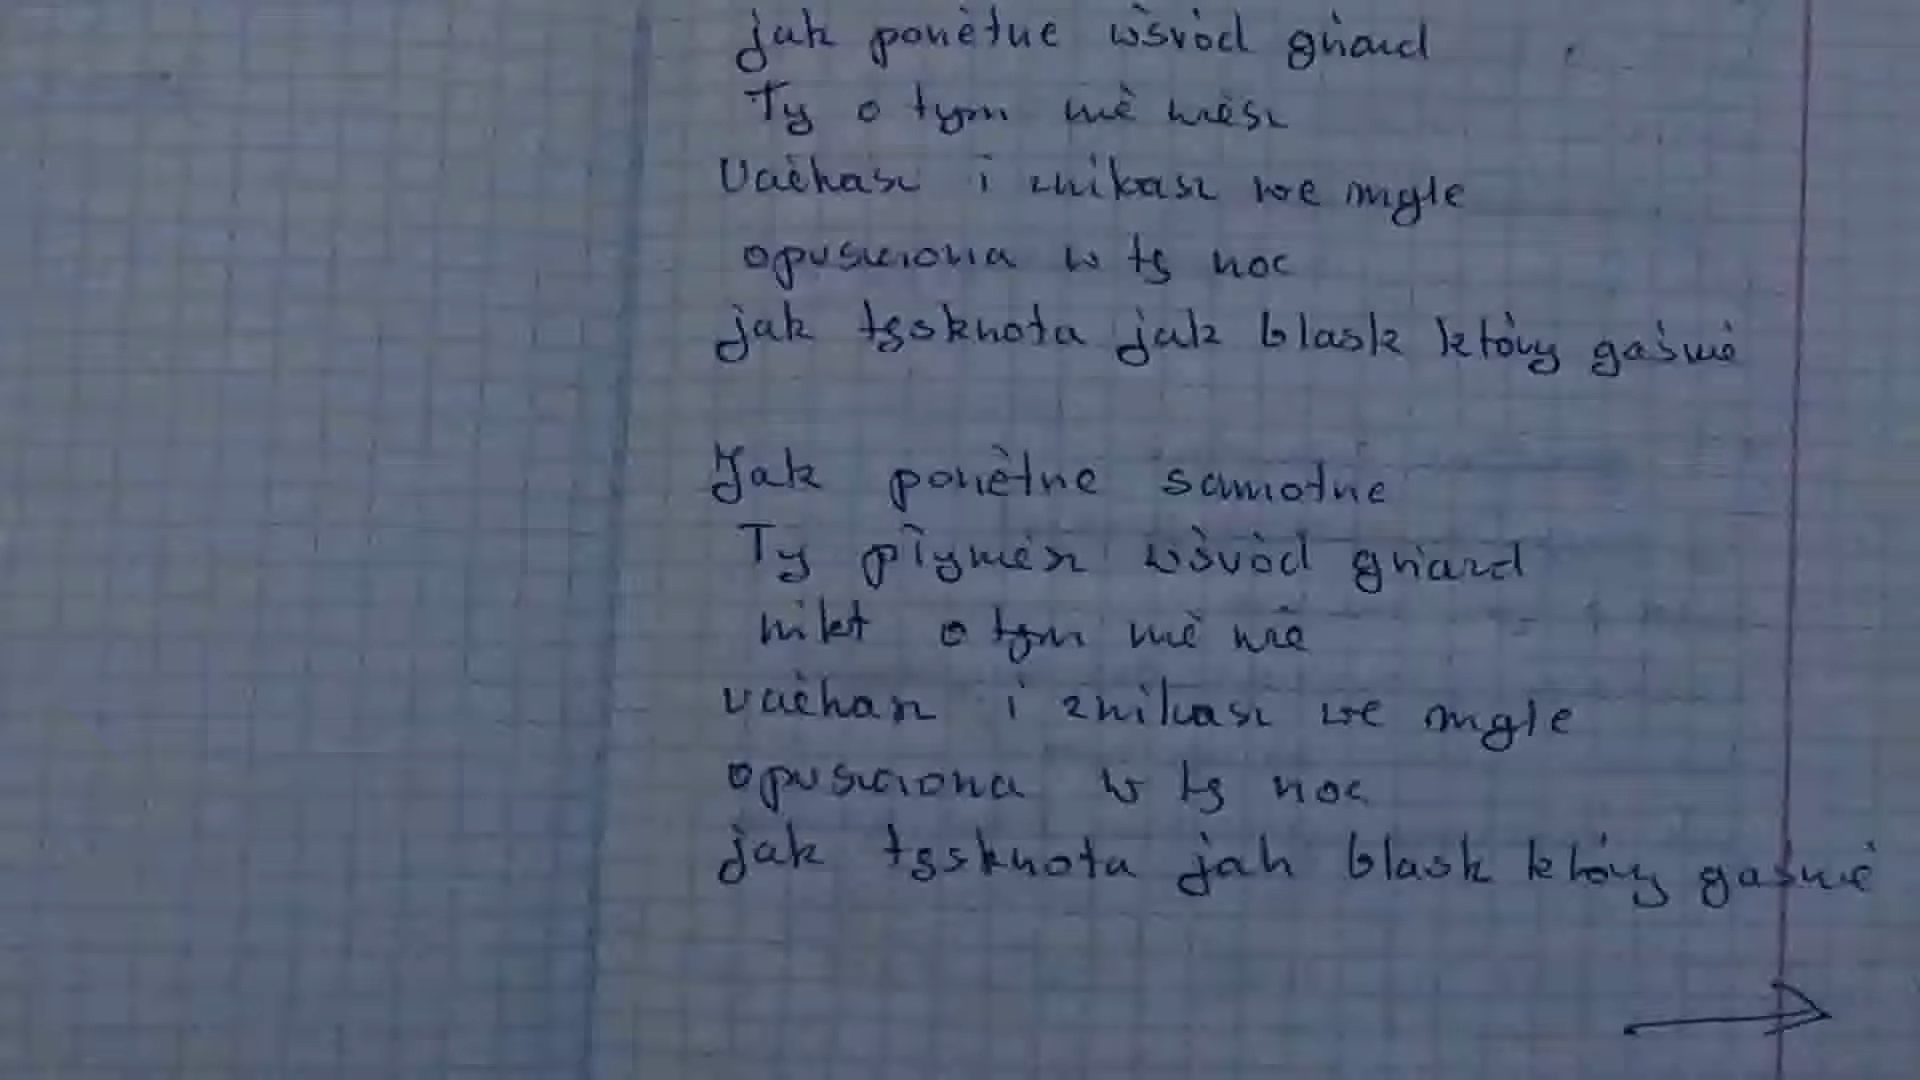 jak ponętne wśród gwiazd
Ty o tym nie wiesz
Uciekasz i znikasz we mgle
opuszczona w tę noc
jak tęsknota jak blask który gaśnie
Jak ponętne samotne
Ty płyniesz wśród gwiazd
nikt o tym nie wie
uciekasz i znikasz we mgle
opuszczona w tę noc
jak tęsknota jak blask który gaśnie